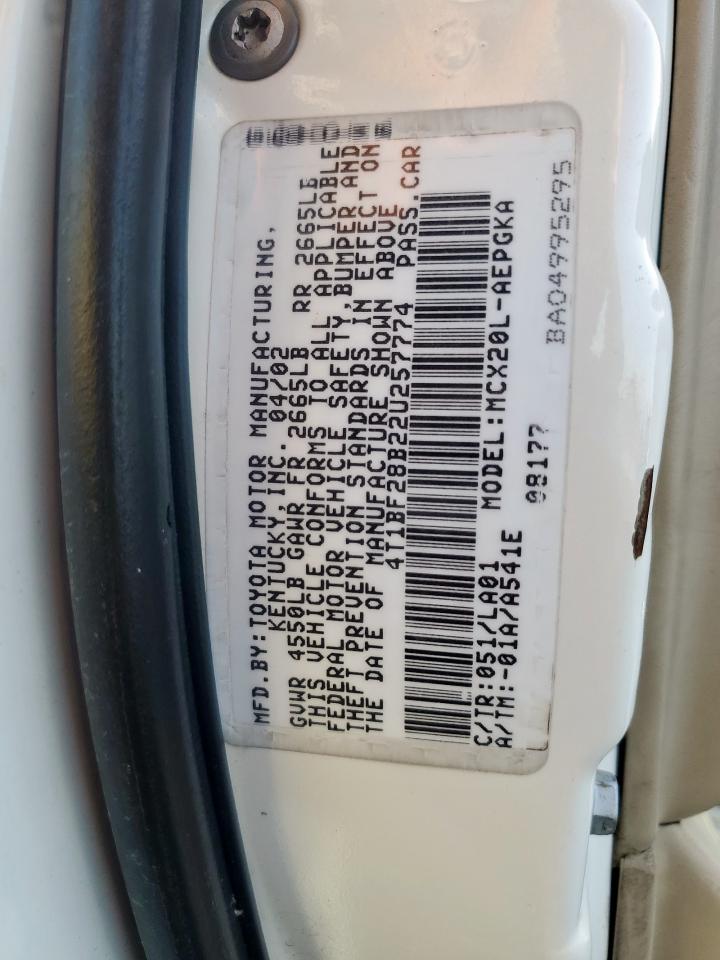 MFD.BY:TOYOTA MOTOR MANUFACTURING,
KENTUCKY,INC. 04/02
GVWR 4550LB GAWR FR 2665LB RR 2665LB
THIS VEHICLE CONFORMS TO ALL APPLICABLE
FEDERAL MOTOR VEHICLE SAFETY,BUMPER AND
THEFT PREVENTION STANDARDS IN EFFECT ON
THE DATE OF MANUFACTURE SHOWN ABOVE
4T1BF28B22U257774 PASS.CAR
C/TR:051/LA01 MODEL:MCX20L-AEPGKA
A/TM:-01A/A541E
08177 BA04995295